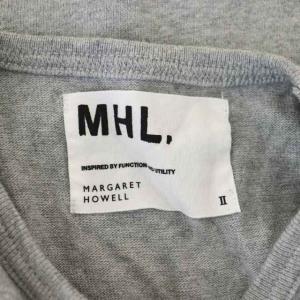 MHL.
INSPIRED BY FUNCTION AND UTILITY
MARGARET
HOWELL
II